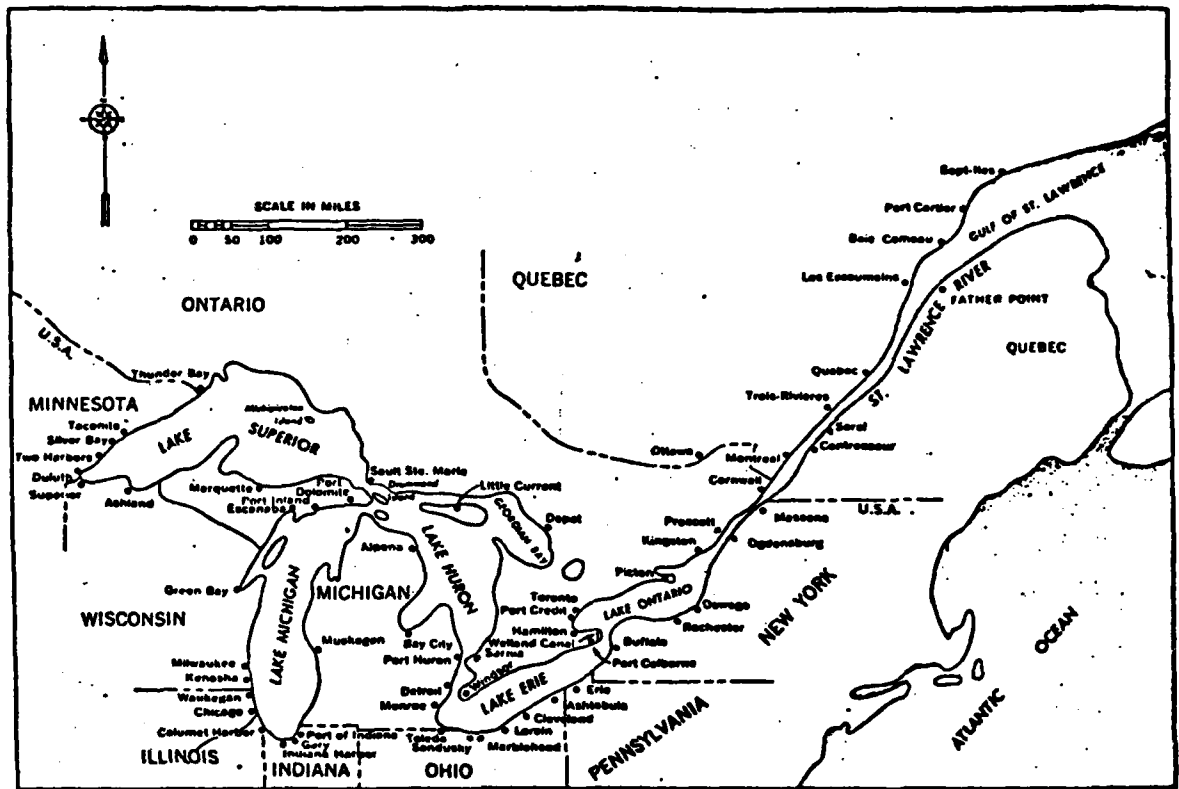 SCALE IN MILES
0 50 100 200 300
Sept-Iles
Port Cartier
GULF OF ST. LAWRENCE
Baie Comeau
QUEBEC
Les Escoumains
ST. LAWRENCE RIVER
FATHER POINT
QUEBEC
ONTARIO
U.S.A.
Thunder Bay
Quebec
MINNESOTA
Michipicoten
Island
Trois-Rivieres
Taconite
Silver Bay
LAKE SUPERIOR
Sorel
Contrecoeur
Two Harbors
Ottawa
Montreal
Duluth
Superior
Sault Ste. Marie
Ashland
Marquette
Port
Dolomite
Drummond
Island
Little Current
Cornwall
Port Inland
Escanaba
GEORGIAN BAY
Depot
Massena
U.S.A.
Prescott
Ogdensburg
Kingston
Alpena
LAKE HURON
Picton
Green Bay
MICHIGAN
LAKE MICHIGAN
Toronto
LAKE ONTARIO
Port Credit
Oswego
WISCONSIN
Rochester
NEW YORK
Hamilton
Bay City
Welland Canal
Buffalo
Muskegon
Port Huron
Sarnia
Port Colborne
OCEAN
Milwaukee
Kenosha
Windsor
LAKE ERIE
Detroit
Erie
Waukegan
Monroe
Ashtabula
Chicago
Cleveland
Calumet Harbor
Port of Indiana
Toledo
Lorain
Gary
Sandusky
Marblehead
Indiana Harbor
PENNSYLVANIA
ATLANTIC
ILLINOIS
INDIANA
OHIO